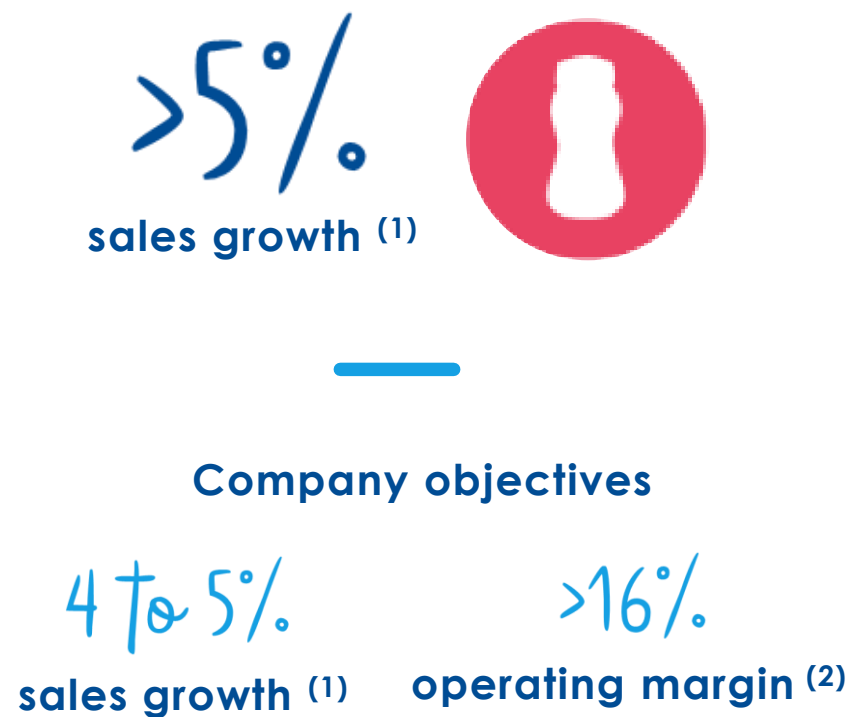 >5%
sales growth (1)
Company objectives
4 to 5%
>16%
sales growth (1)
operating margin (2)